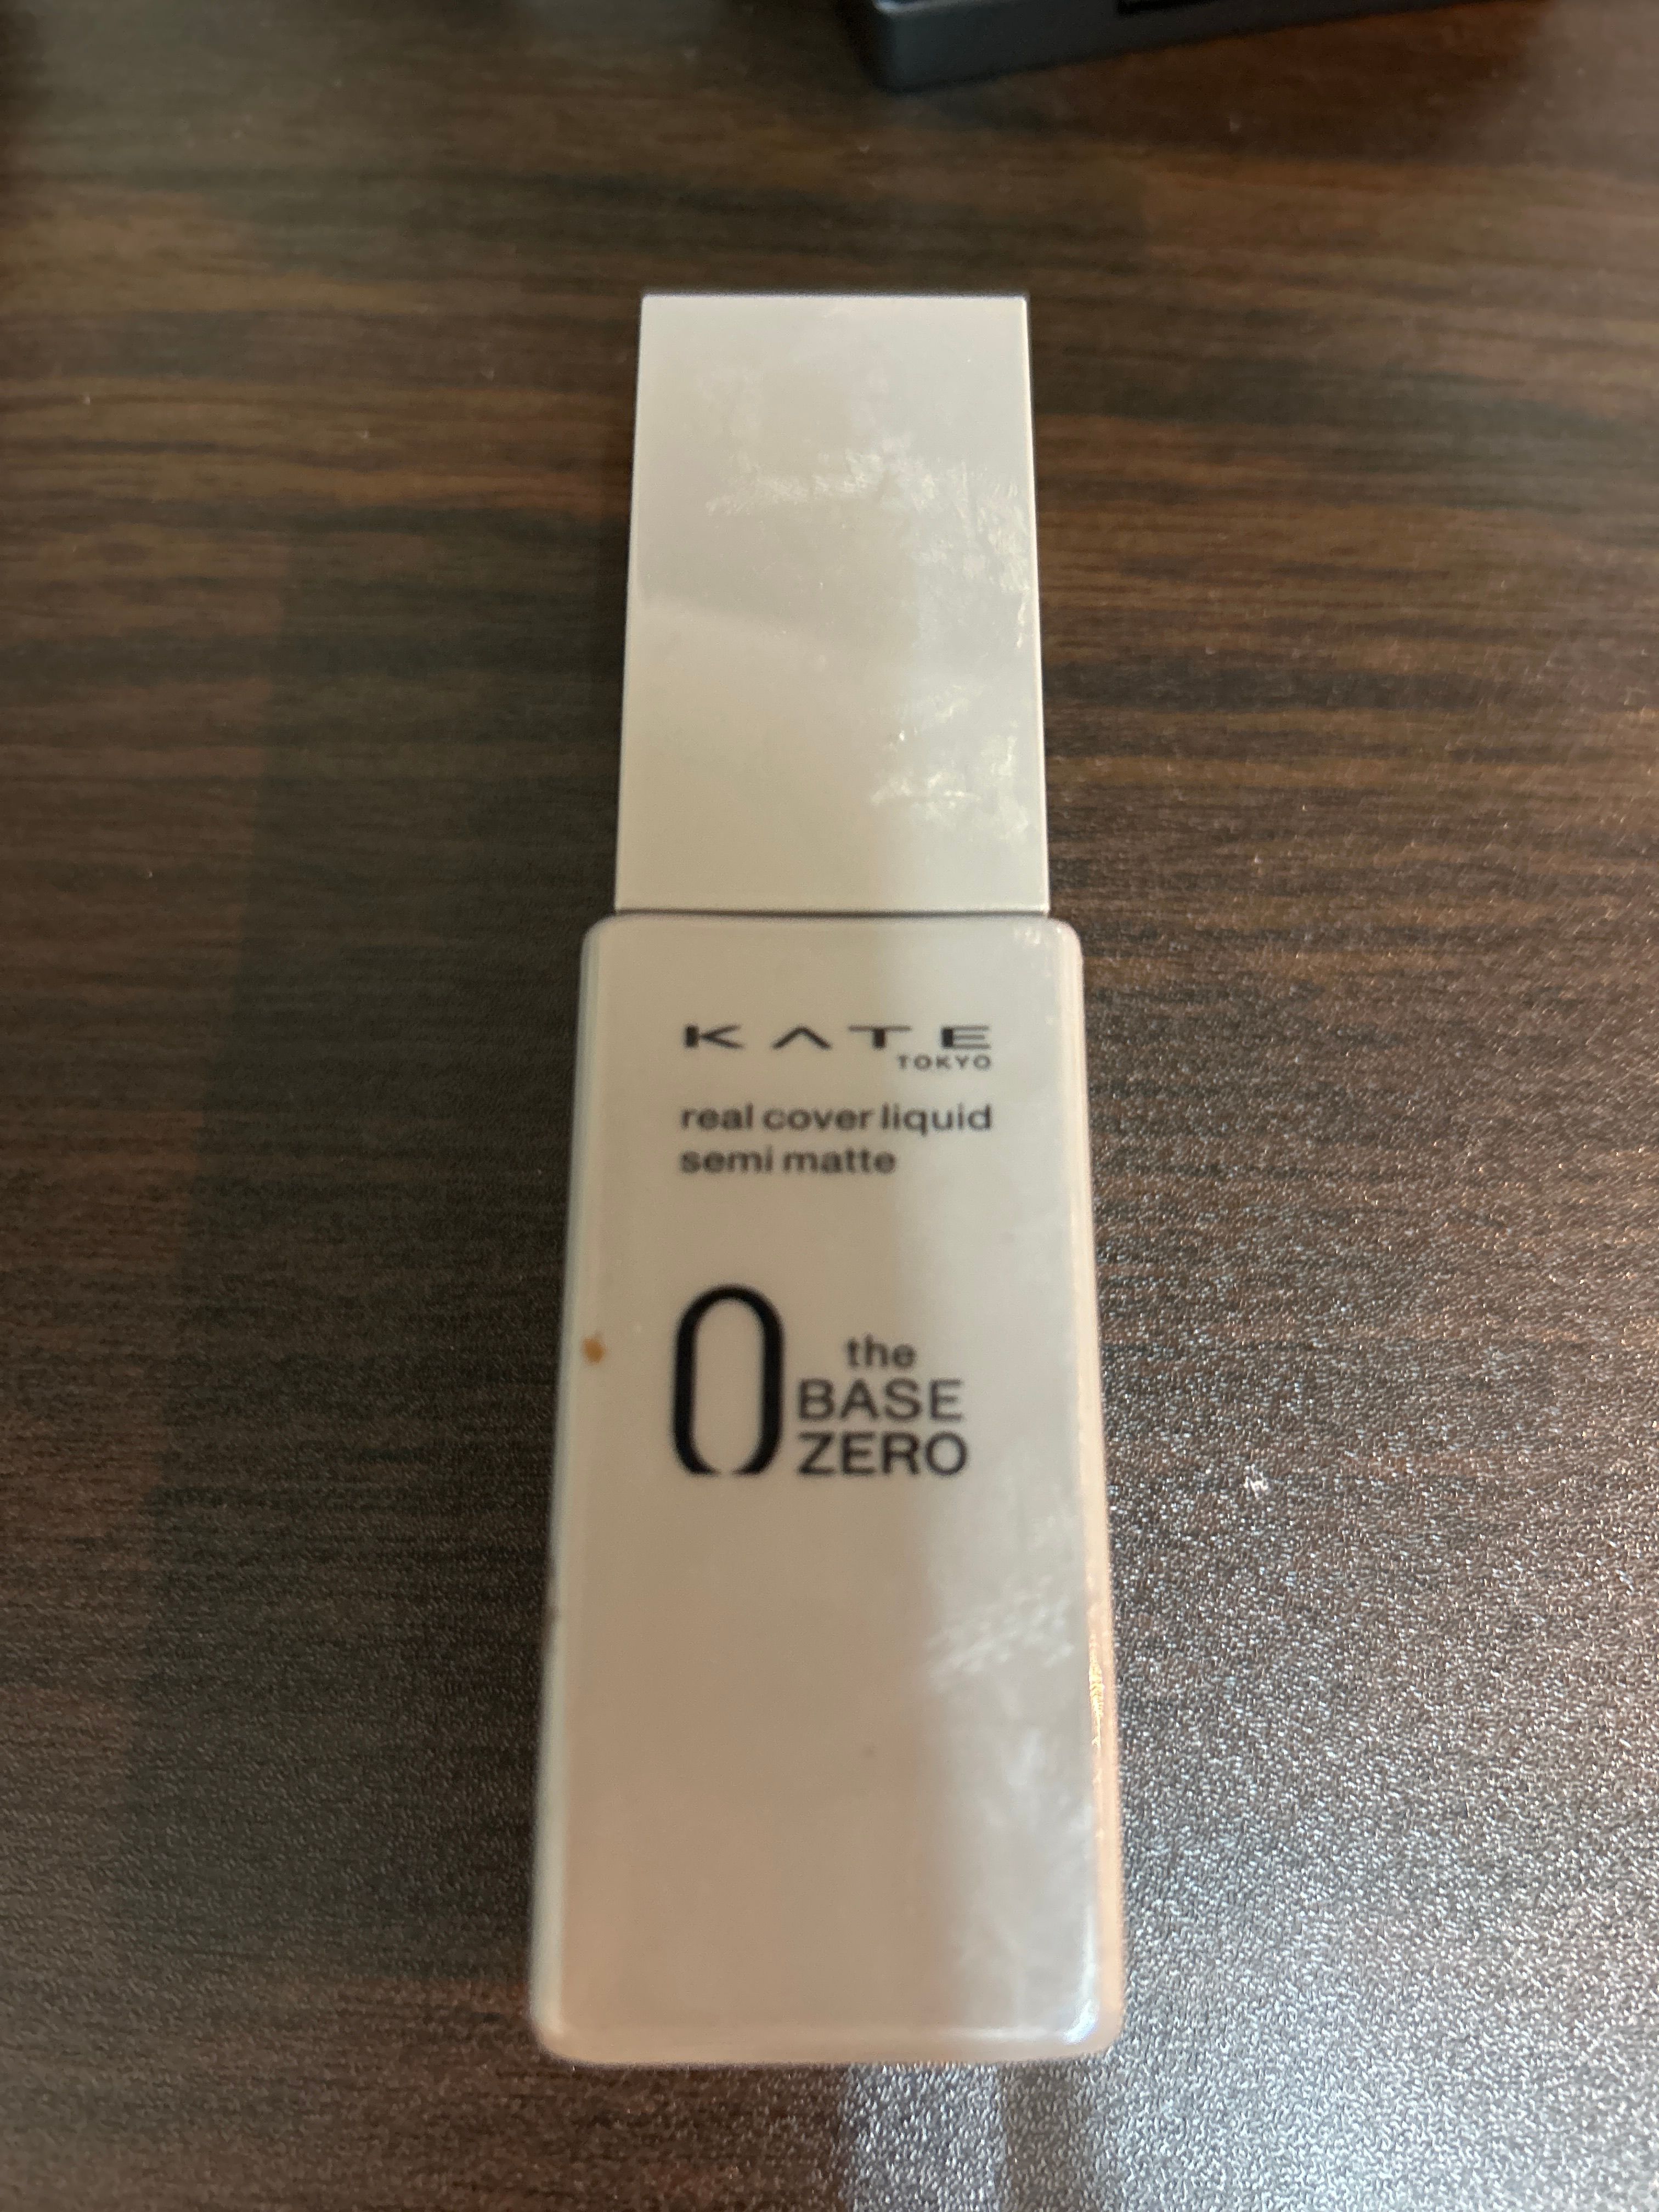 KATE
TOKYO
real cover liquid
semi matte
0 the
BASE
ZERO